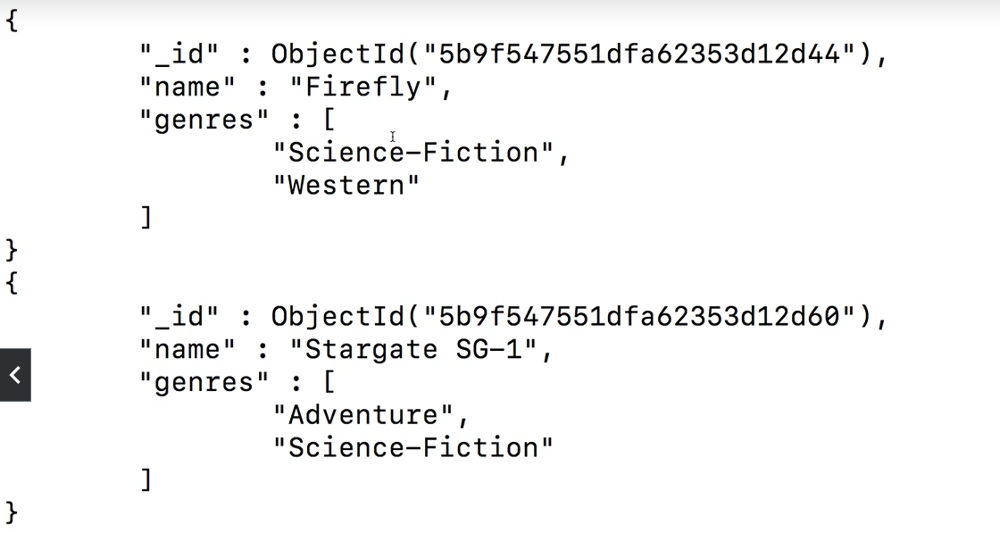 {
"_id" : ObjectId("5b9f547551dfa62353d12d44"),
"name" : "Firefly",
"genres" : [
"Science-Fiction",
"Western"
]
}
{
"_id" : ObjectId("5b9f547551dfa62353d12d60"),
"name" : "Stargate SG-1",
"genres" : [
"Adventure",
"Science-Fiction"
]
}